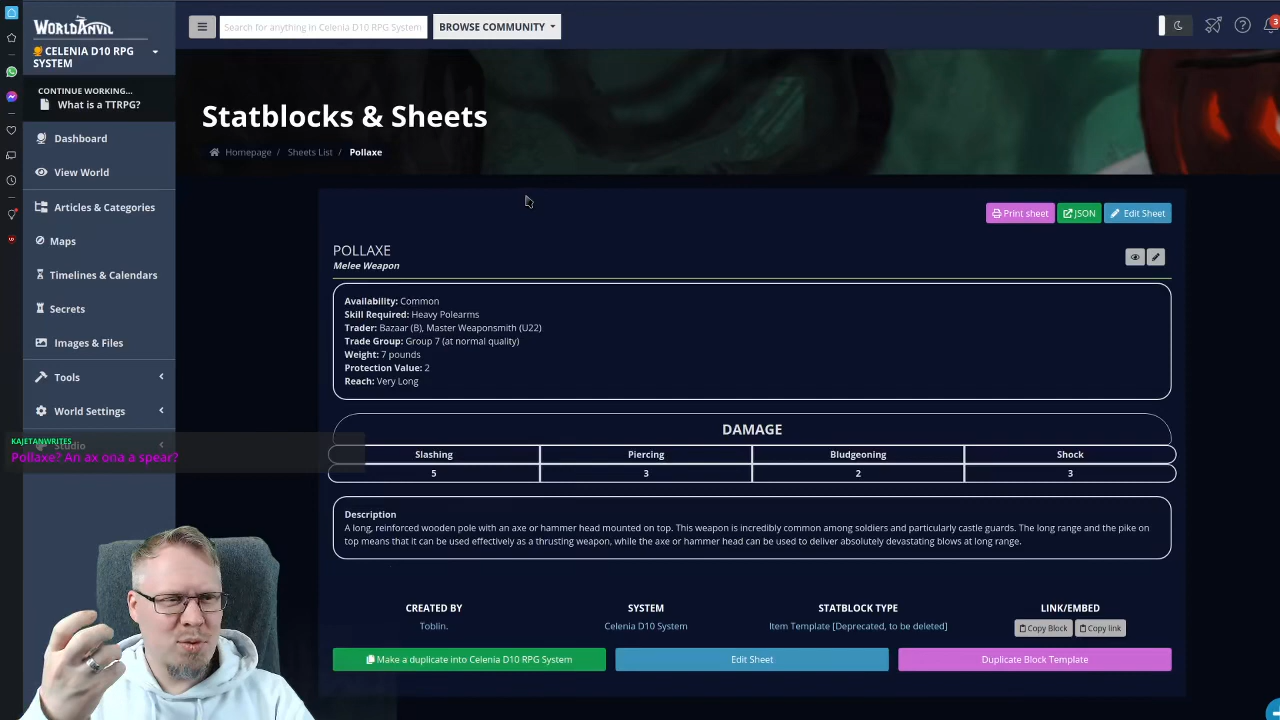 WORLDANVIL
CELENIA D10 RPG
SYSTEM
Search for anything in Celenia D10 RPG System
BROWSE COMMUNITY
3
CONTINUE WORKING...
What is a TTRPG?
Dashboard
View World
Articles & Categories
Maps
Timelines & Calendars
Secrets
Images & Files
Tools
World Settings
Studio
KAJETANWRITES
Pollaxe? An ax ona a spear?
Statblocks & Sheets
Homepage / Sheets List / Pollaxe
Print sheet JSON Edit Sheet
POLLAXE
Melee Weapon
Availability: Common
Skill Required: Heavy Polearms
Trader: Bazaar (B), Master Weaponsmith (U22)
Trade Group: Group 7 (at normal quality)
Weight: 7 pounds
Protection Value: 2
Reach: Very Long
DAMAGE
Slashing Piercing Bludgeoning Shock
5 3 2 3
Description
A long, reinforced wooden pole with an axe or hammer head mounted on top. This weapon is incredibly common among soldiers and particularly castle guards. The long range and the pike on
top means that it can be used effectively as a thrusting weapon, while the axe or hammer head can be used to deliver absolutely devastating blows at long range.
CREATED BY SYSTEM STATBLOCK TYPE LINK/EMBED
Toblin. Celenia D10 System Item Template [Deprecated, to be deleted] Copy Block Copy link
Make a duplicate into Celenia D10 RPG System Edit Sheet Duplicate Block Template